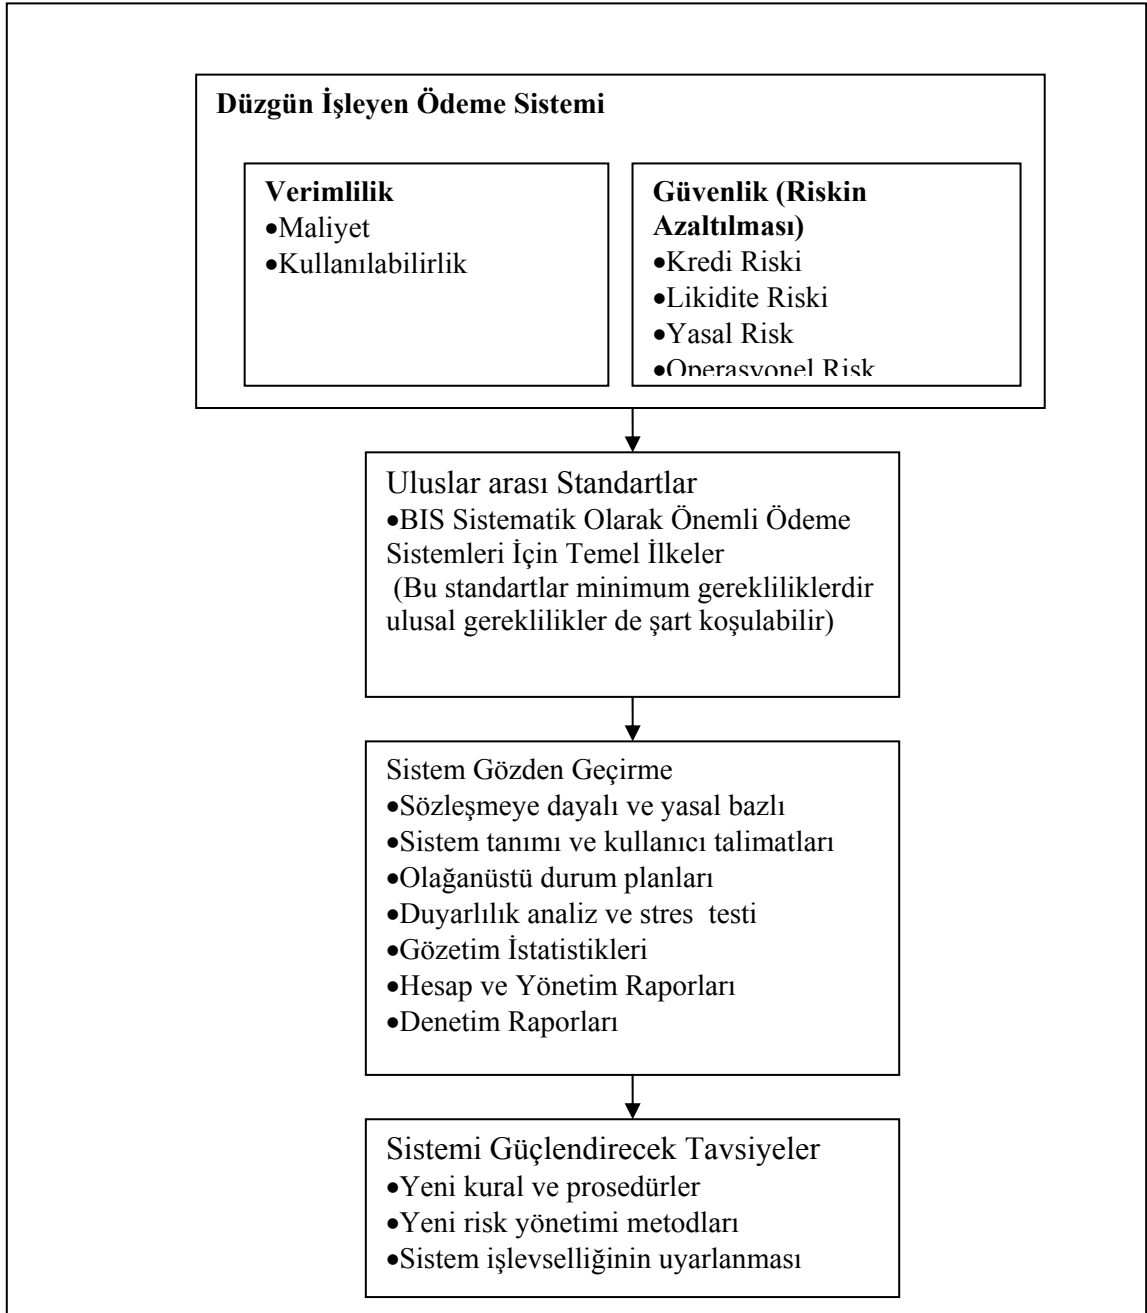 Düzgün İşleyen Ödeme Sistemi
Verimlilik
•Maliyet
•Kullanılabilirlik
Güvenlik (Riskin
Azaltılması)
•Kredi Riski
•Likidite Riski
•Yasal Risk
•Operasyonel Risk
Uluslar arası Standartlar
•BIS Sistematik Olarak Önemli Ödeme
Sistemleri İçin Temel İlkeler
(Bu standartlar minimum gerekliliklerdir
ulusal gereklilikler de şart koşulabilir)
Sistem Gözden Geçirme
•Sözleşmeye dayalı ve yasal bazlı
•Sistem tanımı ve kullanıcı talimatları
•Olağanüstü durum planları
•Duyarlılık analiz ve stres testi
•Gözetim İstatistikleri
•Hesap ve Yönetim Raporları
•Denetim Raporları
Sistemi Güçlendirecek Tavsiyeler
•Yeni kural ve prosedürler
•Yeni risk yönetimi metodları
•Sistem işlevselliğinin uyarlanması